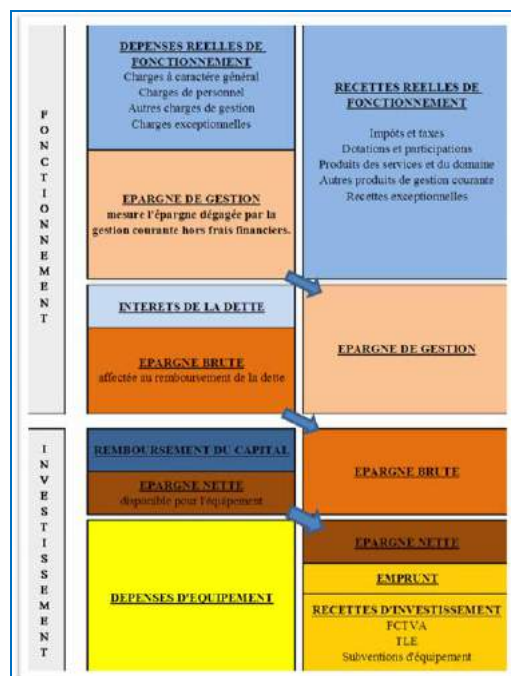 FONCTIONNEMENT
DEPENSES REELLES DE
FONCTIONNEMENT
Charges à caractère général
Charges de personnel
Autres charges de gestion
Charges exceptionnelles
EPARGNE DE GESTION
mesure l'épargne dégagée par la
gestion courante hors frais financiers.
RECETTES REELLES DE
FONCTIONNEMENT
Impôts et taxes
Dotations et participations
Produits des services et du domaine
Autres produits de gestion courante
Recettes exceptionnelles
INTERETS DE LA DETTE
EPARGNE BRUTE
affectée au remboursement de la dette
EPARGNE DE GESTION
INVESTISSEMENT
REMBOURSEMENT DU CAPITAL
EPARGNE NETTE
disponible pour l'équipement
EPARGNE BRUTE
DEPENSES D'EQUIPEMENT
EPARGNE NETTE
EMPRUNT
RECETTES D'INVESTISSEMENT
FCTVA
TLE
Subventions d'équipement